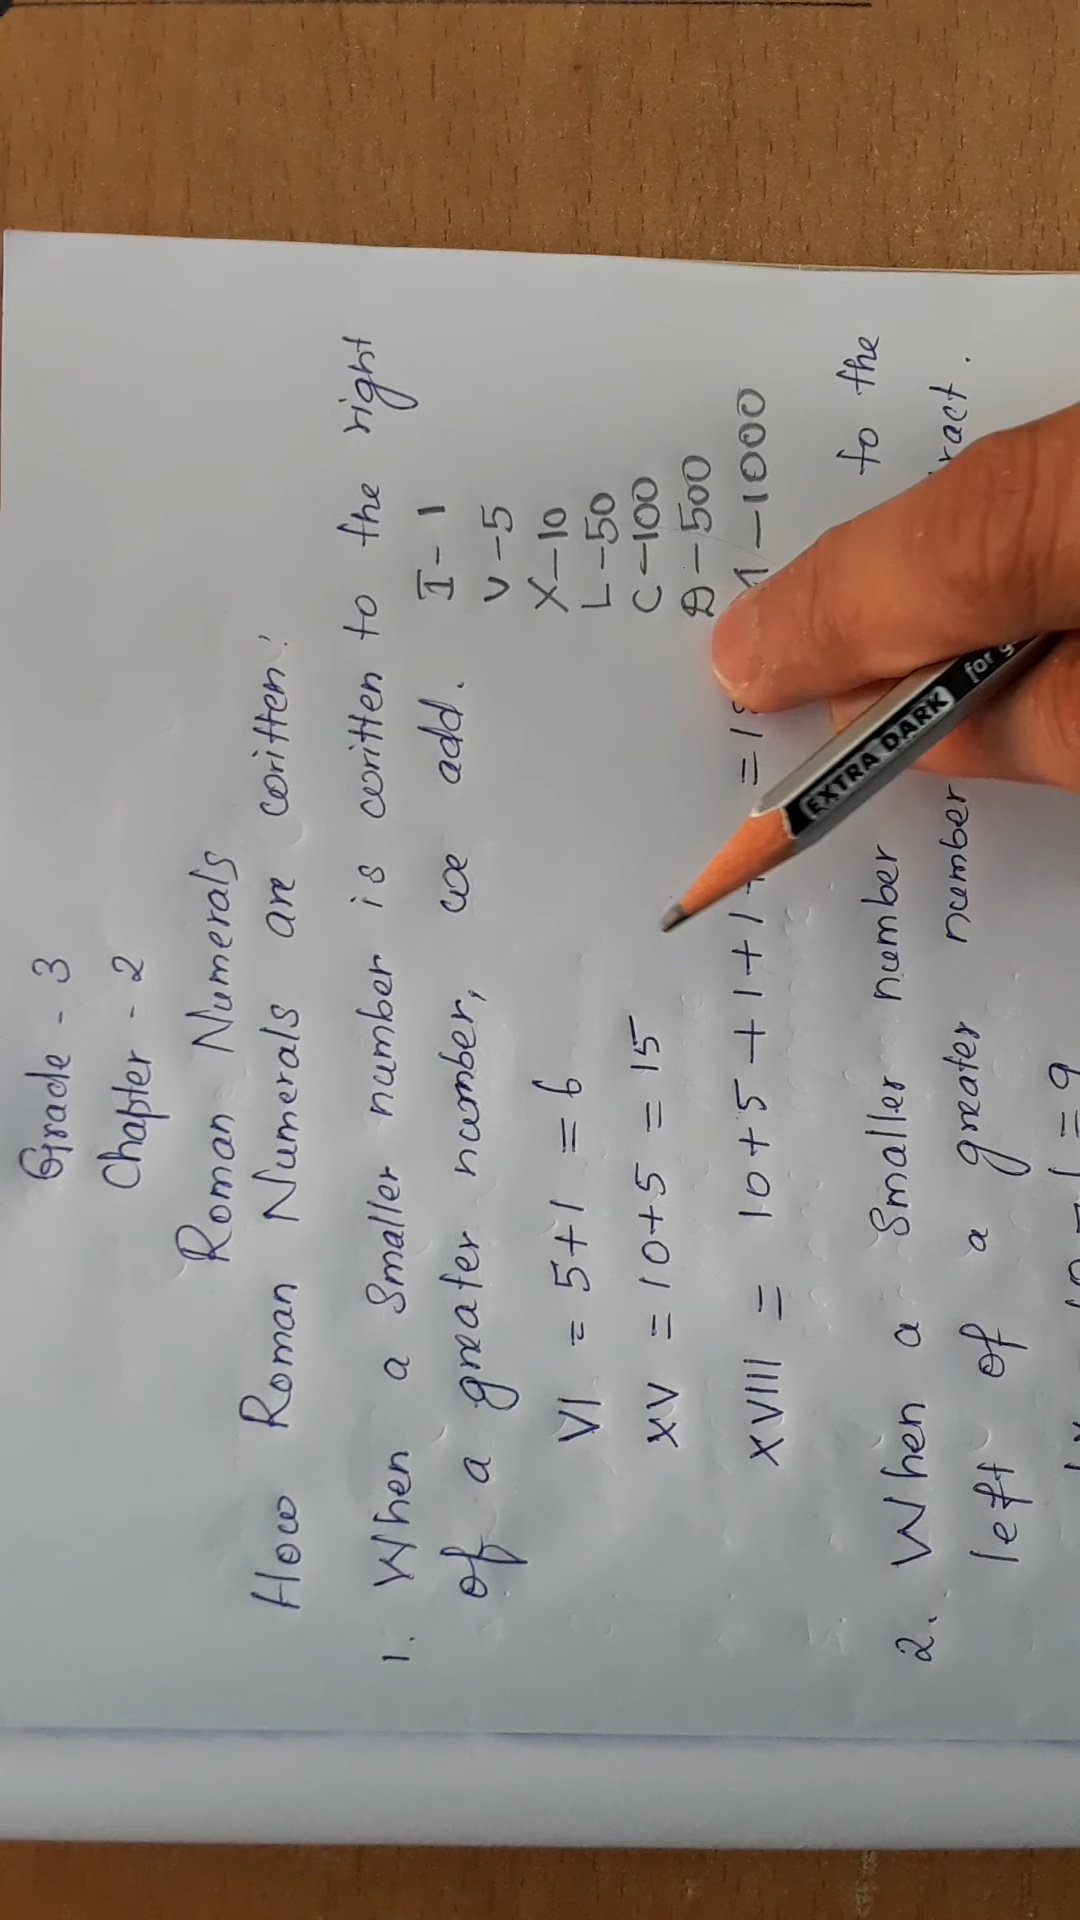 Grade - 3
Chapter - 2
Roman Numerals
How Roman Numerals are written:
1. When a smaller number is written to the right
of a greater number, we add.
I - 1
V - 5
VI = 5+1 = 6
X - 10
L - 50
XV = 10+5 = 15
C - 100
D - 500
XVIII = 10+5+1+1+
- 1000
2. When a smaller number to the
left of a greater number
EXTRA DARK for